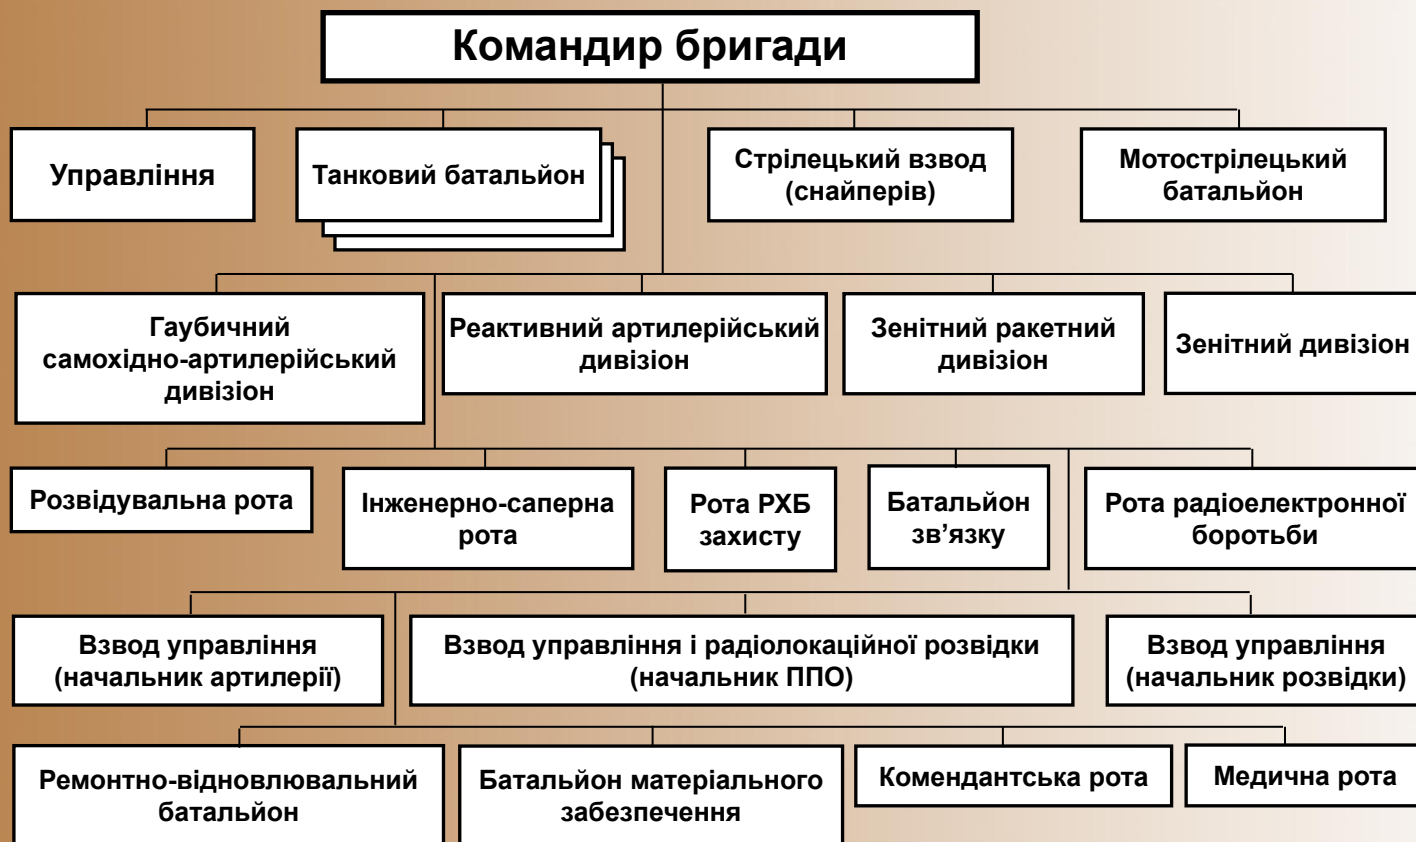 Командир бригади
Управління
Танковий батальйон
Стрілецький взвод
(снайперів)
Мотострілецький
батальйон
Гаубичний
самохідно-артилерійський
дивізіон
Реактивний артилерійський
дивізіон
Зенітний ракетний
дивізіон
Зенітний дивізіон
Розвідувальна рота
Інженерно-саперна
рота
Рота РХБ
захисту
Батальйон
зв’язку
Рота радіоелектронної
боротьби
Взвод управління
(начальник артилерії)
Взвод управління і радіолокаційної розвідки
(начальник ППО)
Взвод управління
(начальник розвідки)
Ремонтно-відновлювальний
батальйон
Батальйон матеріального
забезпечення
Комендантська рота
Медична рота